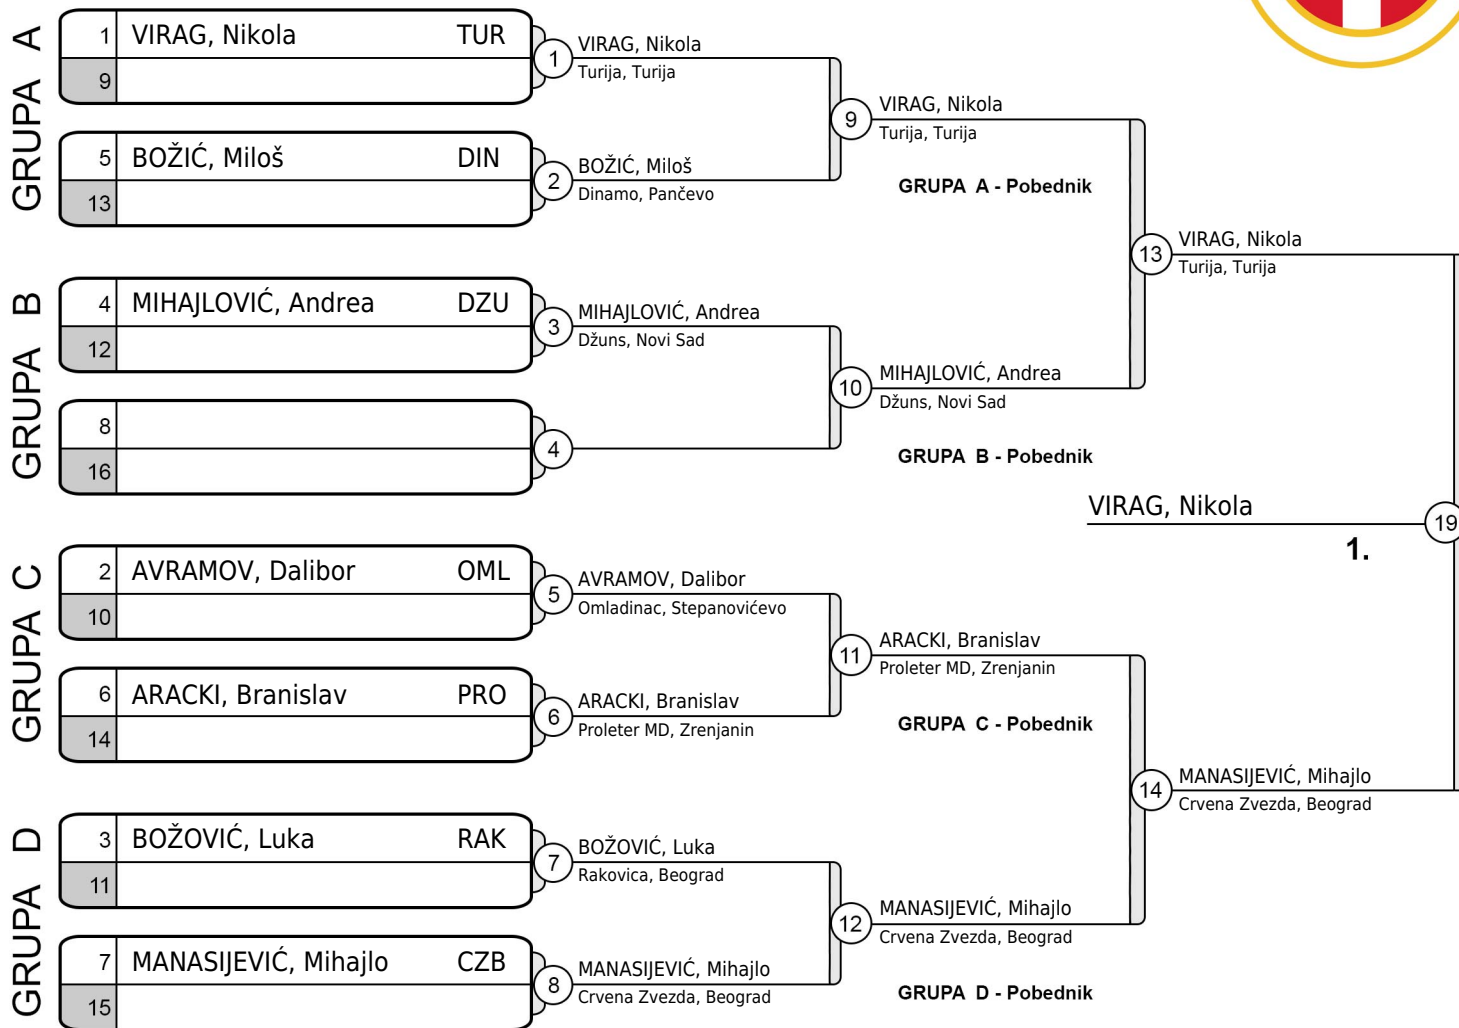 GRUPA A
1 VIRAG, Nikola TUR
9
1
VIRAG, Nikola
Turija, Turija
5 BOŽIĆ, Miloš DIN
13
2
BOŽIĆ, Miloš
Dinamo, Pančevo
9
VIRAG, Nikola
Turija, Turija
GRUPA A - Pobednik
GRUPA B
4 MIHAJLOVIĆ, Andrea DZU
12
3
MIHAJLOVIĆ, Andrea
Džuns, Novi Sad
8
16
4
10
MIHAJLOVIĆ, Andrea
Džuns, Novi Sad
GRUPA B - Pobednik
13
VIRAG, Nikola
Turija, Turija
VIRAG, Nikola
19
1.
GRUPA C
2 AVRAMOV, Dalibor OML
10
5
AVRAMOV, Dalibor
Omladinac, Stepanovićevo
6 ARACKI, Branislav PRO
14
6
ARACKI, Branislav
Proleter MD, Zrenjanin
11
ARACKI, Branislav
Proleter MD, Zrenjanin
GRUPA C - Pobednik
14
MANASIJEVIĆ, Mihajlo
Crvena Zvezda, Beograd
GRUPA D
3 BOŽOVIĆ, Luka RAK
11
7
BOŽOVIĆ, Luka
Rakovica, Beograd
7 MANASIJEVIĆ, Mihajlo CZB
15
8
MANASIJEVIĆ, Mihajlo
Crvena Zvezda, Beograd
12
MANASIJEVIĆ, Mihajlo
Crvena Zvezda, Beograd
GRUPA D - Pobednik